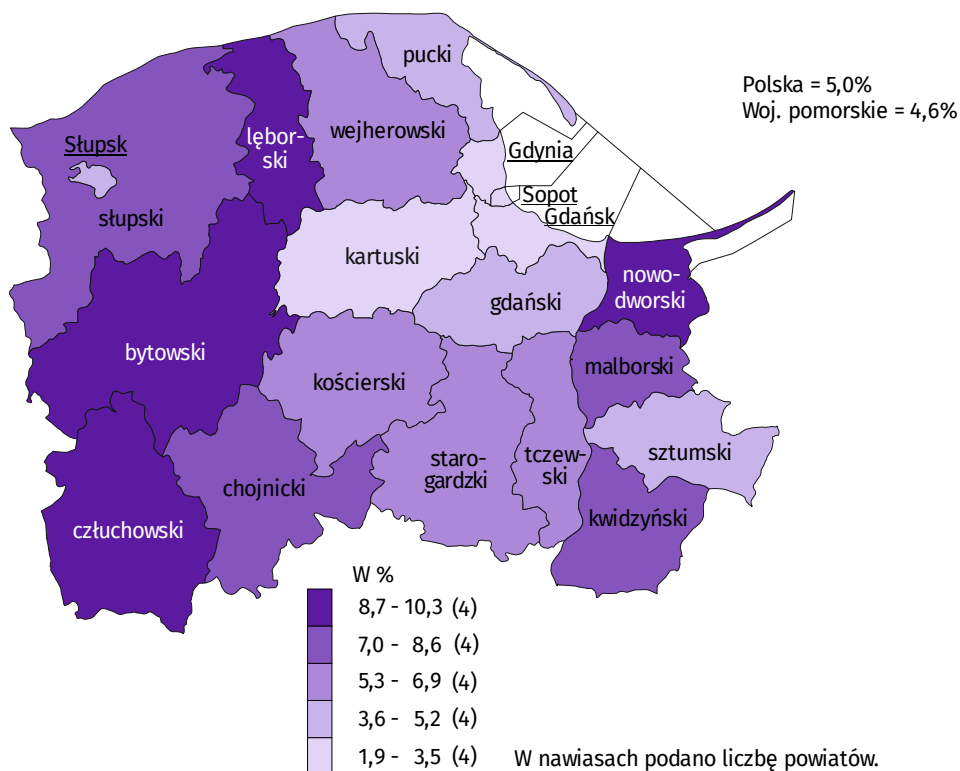 pucki
Polska = 5,0%
Woj. pomorskie = 4,6%
wejherowski
lębor-
ski
Słupsk
Gdynia
Sopot
Gdańsk
słupski
kartuski
nowo-
dworski
gdański
bytowski
malborski
kościerski
sztumski
staro-
gardzki
tczew-
ski
chojnicki
kwidzyński
człuchowski
W %
8,7 - 10,3 (4)
7,0 - 8,6 (4)
5,3 - 6,9 (4)
3,6 - 5,2 (4)
1,9 - 3,5 (4)
W nawiasach podano liczbę powiatów.